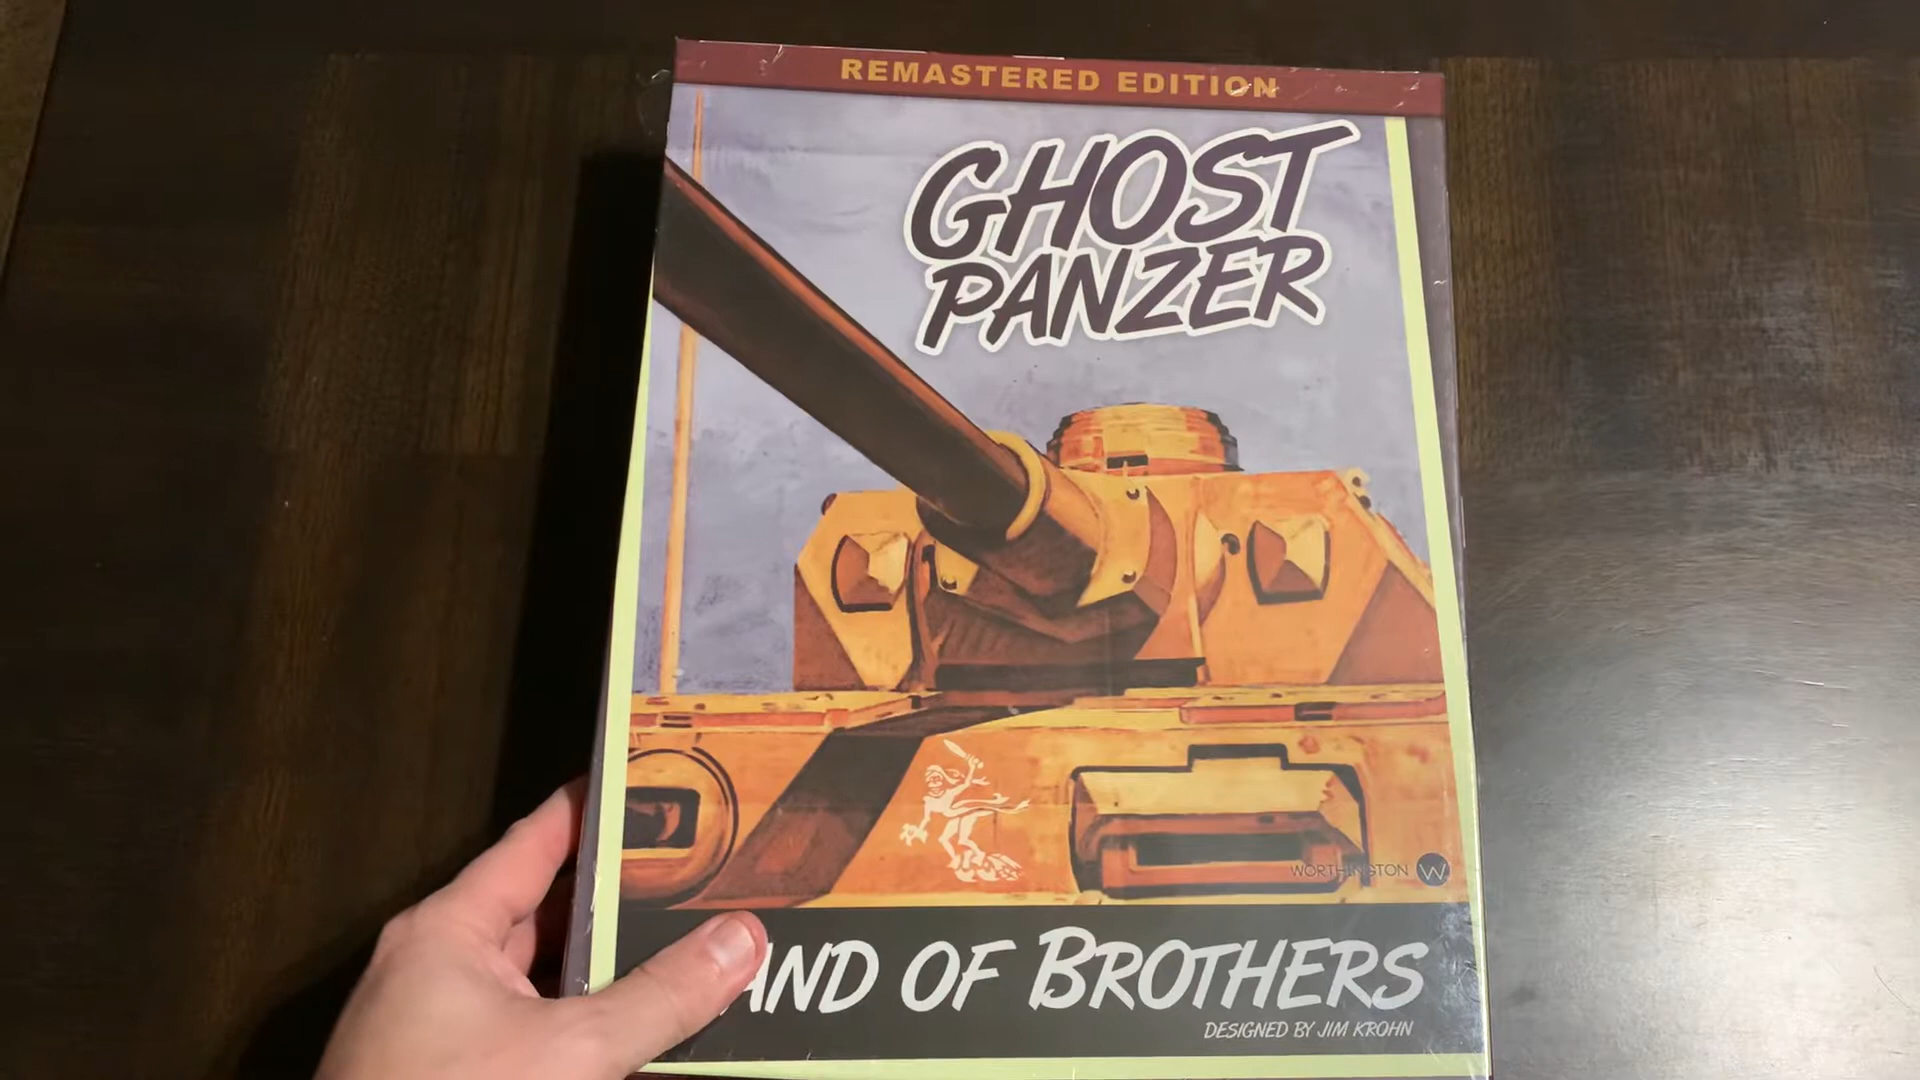 REMASTERED EDITION
GHOST
PANZER
WORTHINGTON W
AND OF BROTHERS
DESIGNED BY JIM KROHN